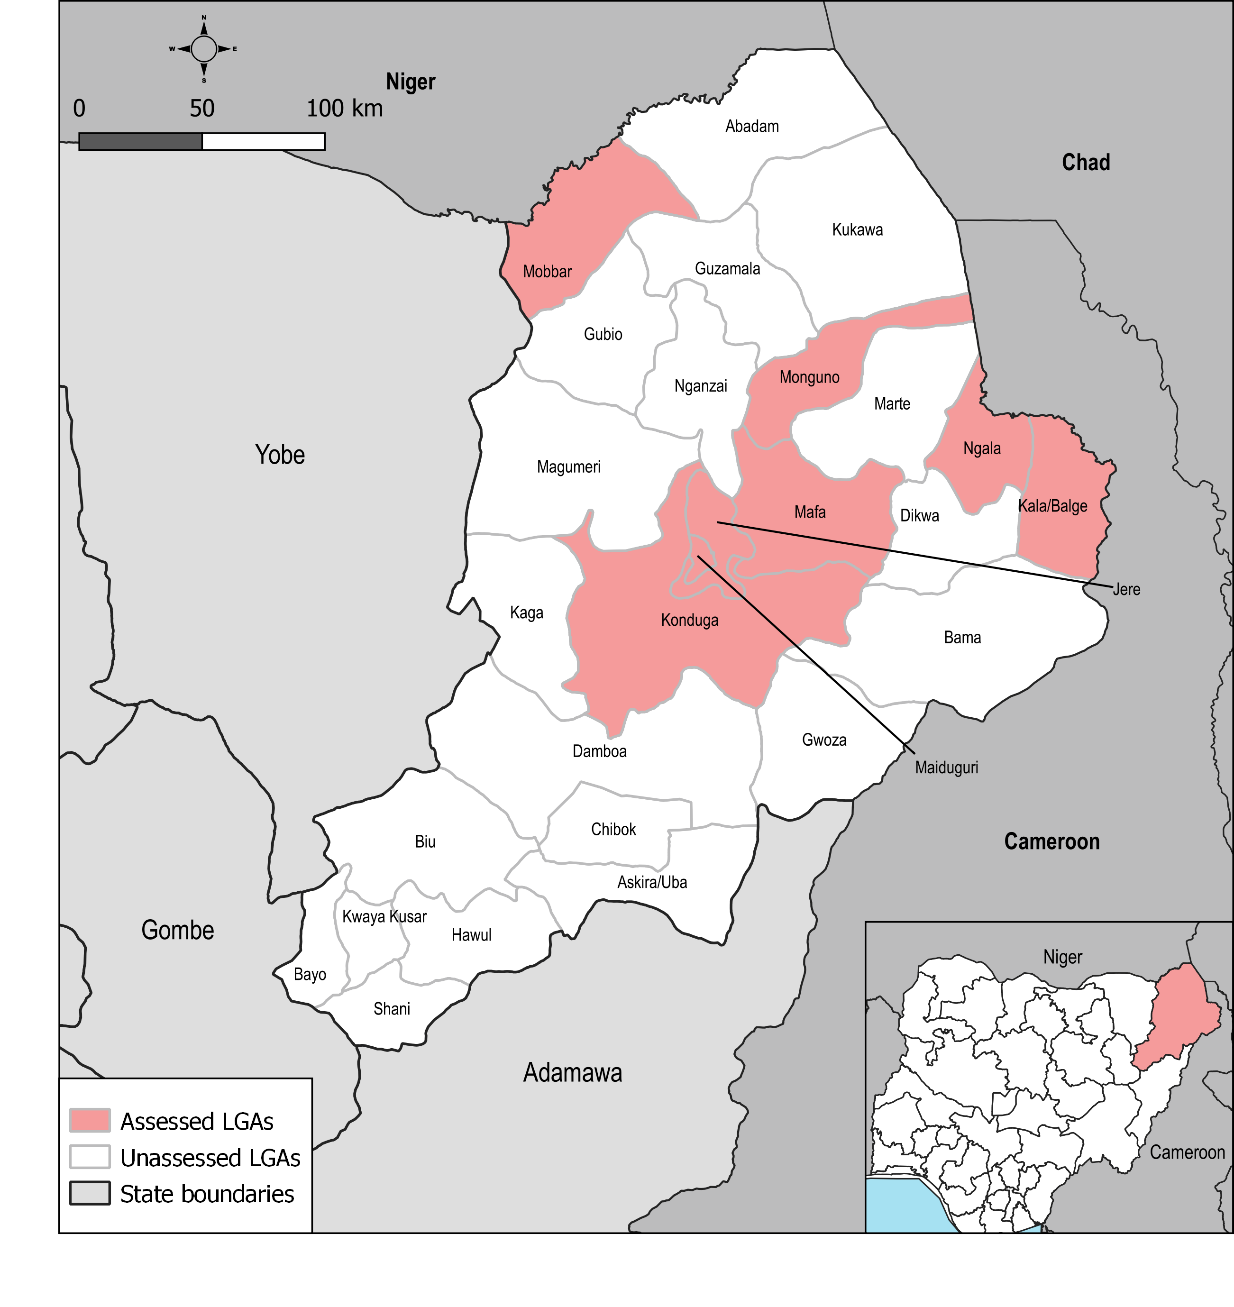 N
W
E
S
Niger
0
50
100 km
Abadam
Chad
Kukawa
Mobbar
Guzamala
Gubio
Monguno
Nganzai
Marte
Yobe
Ngala
Magumeri
Kala/Balge
Mafa
Dikwa
Jere
Kaga
Konduga
Bama
Gwoza
Damboa
Maiduguri
Chibok
Biu
Cameroon
Askira/Uba
Kwaya Kusar
Gombe
Hawul
Niger
Bayo
Shani
Adamawa
Cameroon
Assessed LGAs
Unassessed LGAs
State boundaries